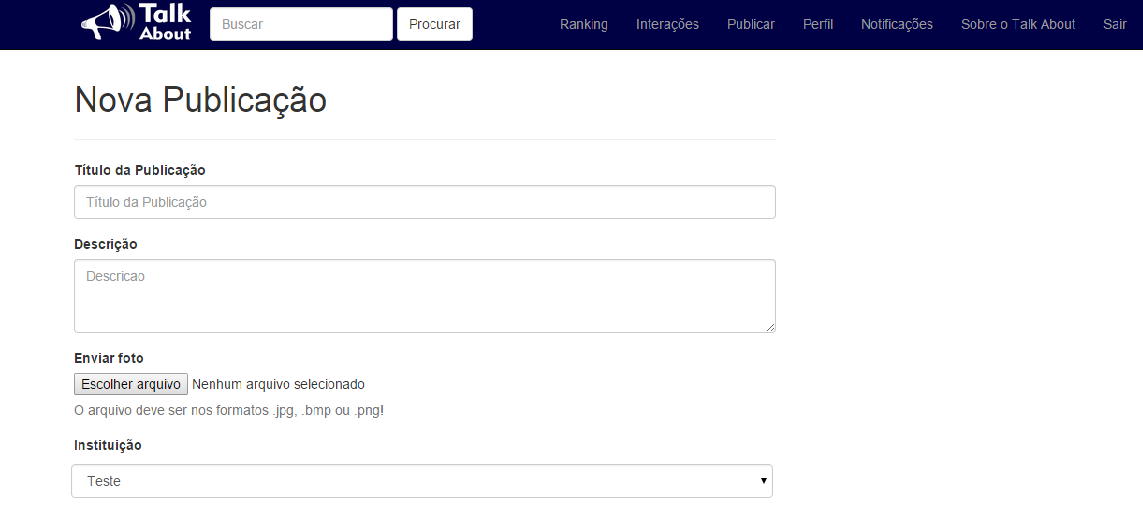 Talk
About
Buscar Procurar Ranking Interações Publicar Perfil Notificações Sobre o Talk About Sair
Nova Publicação
Título da Publicação
Título da Publicação
Descrição
Descricao
Enviar foto
Escolher arquivo Nenhum arquivo selecionado
O arquivo deve ser nos formatos .jpg, .bmp ou .png!
Instituição
Teste